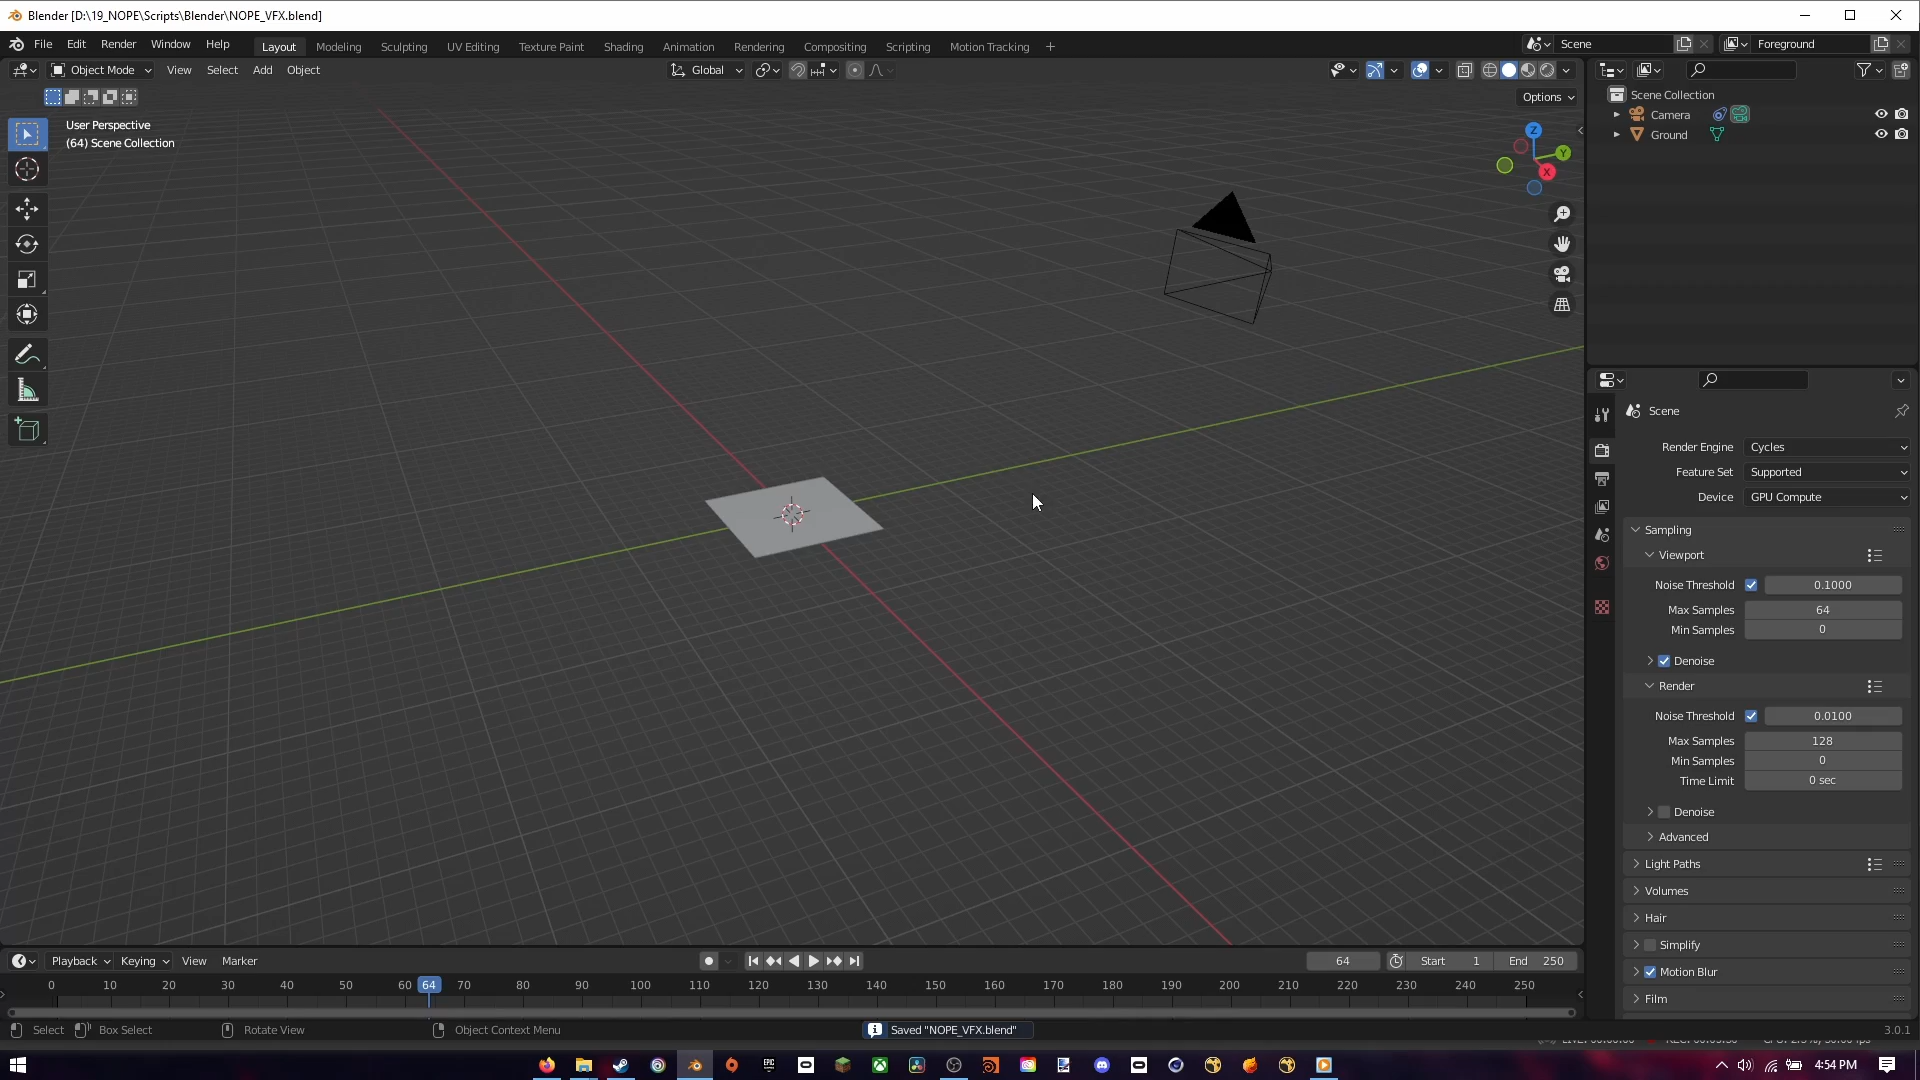 Blender [D:\19_NOPE\Scripts\Blender\NOPE_VFX.blend]
File Edit Render Window Help
Layout Modeling Sculpting UV Editing Texture Paint Shading Animation Rendering Compositing Scripting Motion Tracking +
Scene
Foreground
Object Mode View Select Add Object
Global
Options
User Perspective
(64) Scene Collection
Z
Y
X
Scene Collection
Camera
Ground
Scene
Render Engine Cycles
Feature Set Supported
Device GPU Compute
Sampling
Viewport
Noise Threshold 0.1000
Max Samples 64
Min Samples 0
Denoise
Render
Noise Threshold 0.0100
Max Samples 128
Min Samples 0
Time Limit 0 sec
Denoise
Advanced
Light Paths
Volumes
Hair
Simplify
Motion Blur
Film
Playback Keying View Marker
64 Start 1 End 250
0 10 20 30 40 50 60 64 70 80 90 100 110 120 130 140 150 160 170 180 190 200 210 220 230 240 250
Select Box Select Rotate View Object Context Menu
Saved "NOPE_VFX.blend"
3.0.1
EPIC
4:54 PM